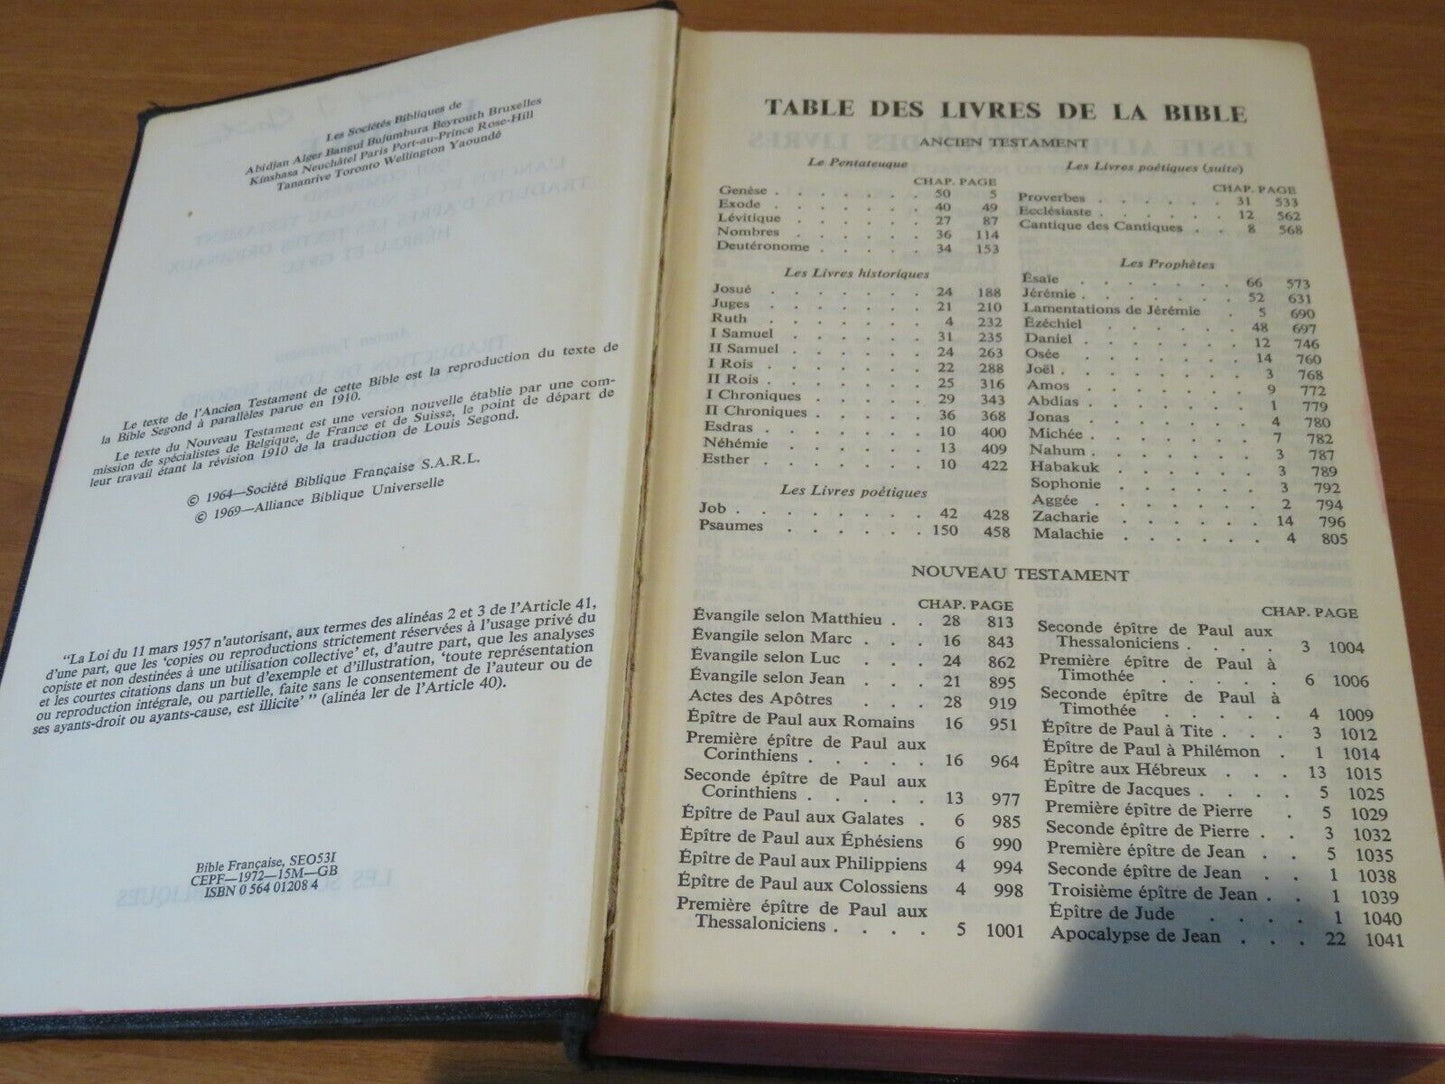 Les Sociétés Bibliques de
Abidjan Alger Bangui Bujumbura Beyrouth Bruxelles
Kinshasa Neuchâtel Paris Port-au-Prince Rose-Hill
Tananrive Toronto Wellington Yaoundé
Le texte de l'Ancien Testament de cette Bible est la reproduction du texte de
la Bible Segond à parallèles parue en 1910.
Le texte du Nouveau Testament est une version nouvelle établie par une com-
mission de spécialistes de Belgique, de France et de Suisse, le point de départ de
leur travail étant la révision 1910 de la traduction de Louis Segond.
© 1964—Société Biblique Française S.A.R.L.
© 1969—Alliance Biblique Universelle
"La Loi du 11 mars 1957 n'autorisant, aux termes des alinéas 2 et 3 de l'Article 41,
d'une part, que les 'copies ou reproductions strictement réservées à l'usage privé du
copiste et non destinées à une utilisation collective' et, d'autre part, que les analyses
et les courtes citations dans un but d'exemple et d'illustration, 'toute représentation
ou reproduction intégrale, ou partielle, faite sans le consentement de l'auteur ou de
ses ayants-droit ou ayants-cause, est illicite' " (alinéa 1er de l'Article 40).
Bible Française, SEO53I
CEPF—1972—15M—GB
ISBN 0 564 01208 4
TABLE DES LIVRES DE LA BIBLE
ANCIEN TESTAMENT
Le Pentateuque
CHAP. PAGE
Genèse . . . . . . . 50 5
Exode . . . . . . . 40 49
Lévitique . . . . . . 27 87
Nombres . . . . . . 36 114
Deutéronome . . . . . 34 153
Les Livres historiques
Josué . . . . . . . 24 188
Juges . . . . . . . 21 210
Ruth . . . . . . . 4 232
I Samuel . . . . . . 31 235
II Samuel . . . . . . 24 263
I Rois . . . . . . . 22 288
II Rois . . . . . . . 25 316
I Chroniques . . . . . 29 343
II Chroniques . . . . . 36 368
Esdras . . . . . . . 10 400
Néhémie . . . . . . 13 409
Esther . . . . . . . 10 422
Les Livres poétiques
Job . . . . . . . . 42 428
Psaumes . . . . . 150 458
Les Livres poétiques (suite)
CHAP. PAGE
Proverbes . . . . . . 31 533
Ecclésiaste . . . . . . 12 562
Cantique des Cantiques . . 8 568
Les Prophètes
Ésaïe . . . . . . . 66 573
Jérémie . . . . . . . 52 631
Lamentations de Jérémie . 5 690
Ézéchiel . . . . . . 48 697
Daniel . . . . . . . 12 746
Osée . . . . . . . 14 760
Joël . . . . . . . . 3 768
Amos . . . . . . . 9 772
Abdias . . . . . . . 1 779
Jonas . . . . . . . 4 780
Michée . . . . . . . 7 782
Nahum . . . . . . . 3 787
Habakuk . . . . . . 3 789
Sophonie . . . . . . 3 792
Aggée . . . . . . . 2 794
Zacharie . . . . . . 14 796
Malachie . . . . . . 4 805
NOUVEAU TESTAMENT
CHAP. PAGE
Évangile selon Matthieu . . 28 813
Évangile selon Marc . . . 16 843
Évangile selon Luc . . . 24 862
Évangile selon Jean . . . 21 895
Actes des Apôtres . . . 28 919
Épître de Paul aux Romains 16 951
Première épître de Paul aux
Corinthiens . . . . . 16 964
Seconde épître de Paul aux
Corinthiens . . . . . 13 977
Épître de Paul aux Galates . 6 985
Épître de Paul aux Éphésiens 6 990
Épître de Paul aux Philippiens 4 994
Épître de Paul aux Colossiens 4 998
Première épître de Paul aux
Thessaloniciens . . . . 5 1001
CHAP. PAGE
Seconde épître de Paul aux
Thessaloniciens . . . . 3 1004
Première épître de Paul à
Timothée . . . . . 6 1006
Seconde épître de Paul à
Timothée . . . . . 4 1009
Épître de Paul à Tite . . . 3 1012
Épître de Paul à Philémon . 1 1014
Épître aux Hébreux . . . 13 1015
Épître de Jacques . . . . 5 1025
Première épître de Pierre . 5 1029
Seconde épître de Pierre . . 3 1032
Première épître de Jean . . 5 1035
Seconde épître de Jean . . 1 1038
Troisième épître de Jean . . 1 1039
Épître de Jude . . . . 1 1040
Apocalypse de Jean . . . 22 1041